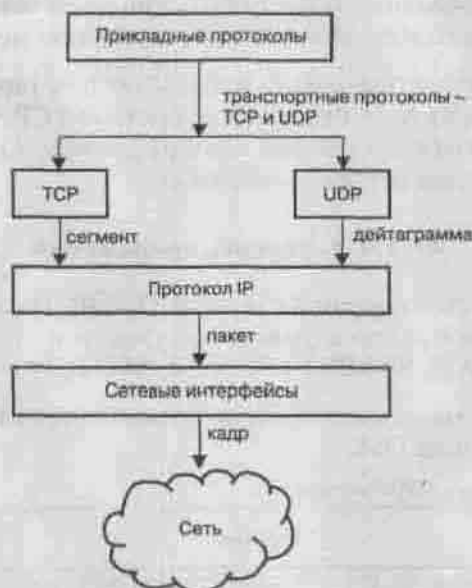 Прикладные протоколы
транспортные протоколы –
TCP и UDP
TCP
UDP
сегмент
дейтаграмма
Протокол IP
пакет
Сетевые интерфейсы
кадр
Сеть